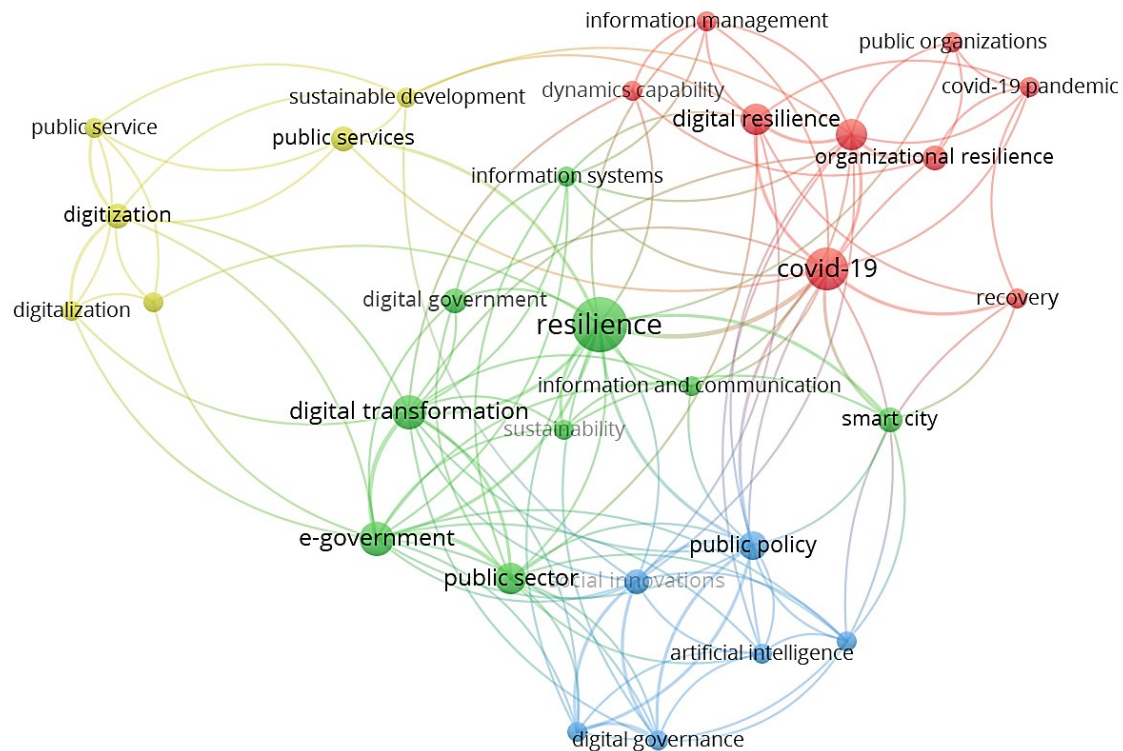 information management
public organizations
dynamics capability
covid-19 pandemic
sustainable development
digital resilience
public service
public services
organizational resilience
information systems
digitization
covid-19
digital government
recovery
digitalization
resilience
information and communication
digital transformation
smart city
sustainability
e-government
public policy
public sector
social innovations
artificial intelligence
digital governance